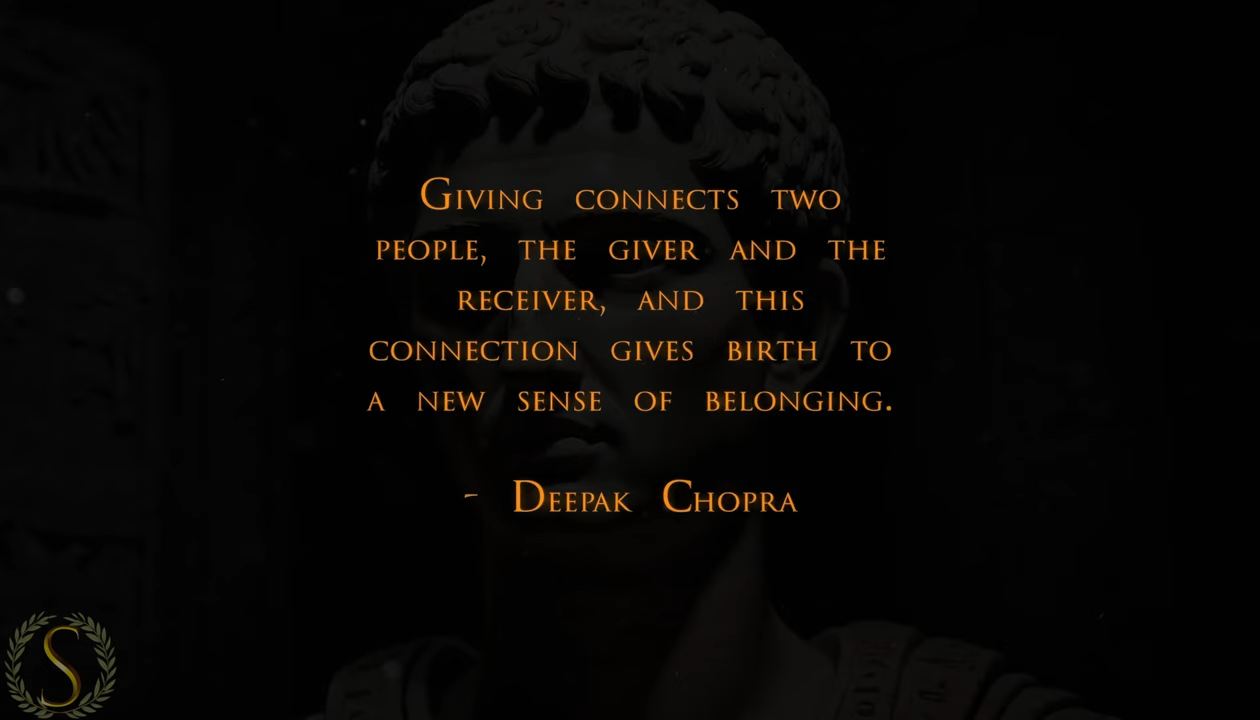 Giving connects two
people, the giver and the
receiver, and this
connection gives birth to
a new sense of belonging.
- Deepak Chopra
S